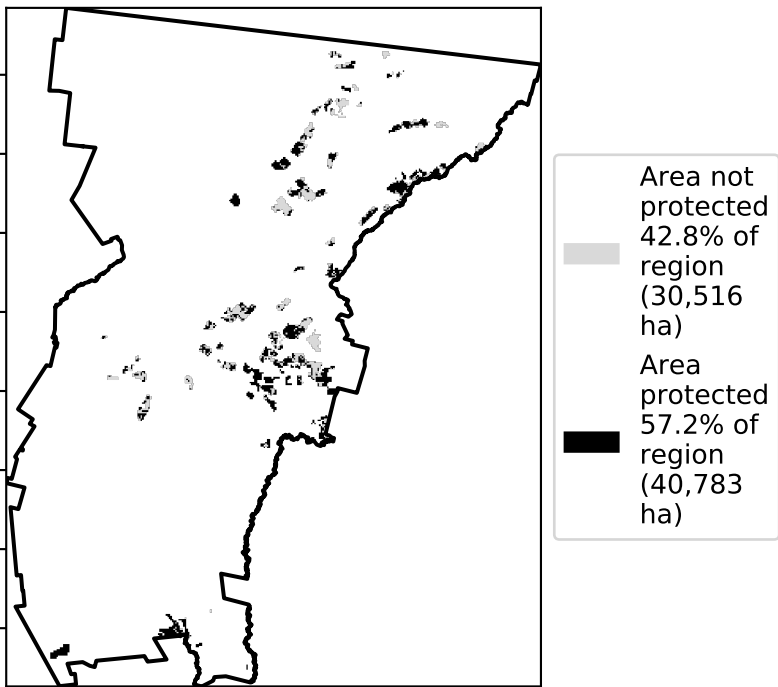 Area not
protected
42.8% of
region
(30,516
ha)
Area
protected
57.2% of
region
(40,783
ha)